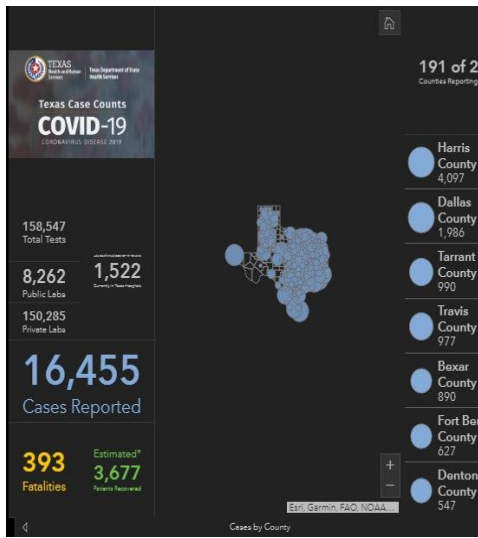 TEXAS
Health and Human
Services
Texas Department of State
Health Services
Texas Case Counts
COVID-19
CORONAVIRUS DISEASE 2019
158,547
Total Tests
8,262
Public Labs
1,522
Currently in Texas Hospitals
150,285
Private Labs
16,455
Cases Reported
393
Fatalities
Estimated*
3,677
Patients Recovered
191 of 2
Counties Reporting
Harris
County
4,097
Dallas
County
1,986
Tarrant
County
990
Travis
County
977
Bexar
County
890
Fort Ben
County
627
Denton
County
547
+
−
Esri, Garmin, FAO, NOAA...
Cases by County